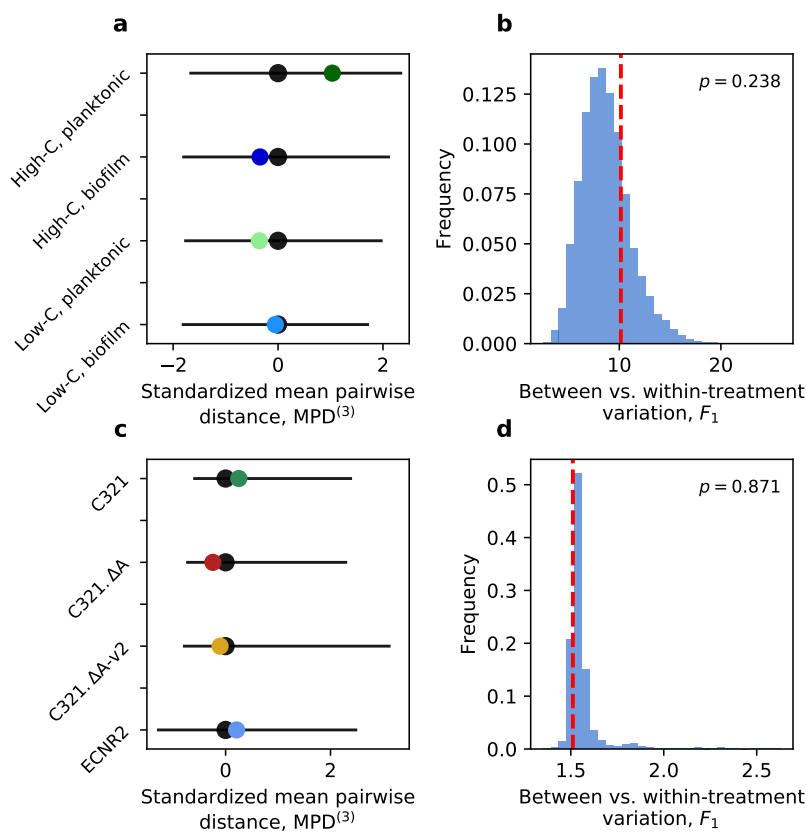 a
High-C, planktonic
High-C, biofilm
Low-C, planktonic
Low-C, biofilm
−2 0 2
Standardized mean pairwise
distance, MPD⁽³⁾
b
p = 0.238
Frequency
0.125
0.100
0.075
0.050
0.025
0.000
10 20
Between vs. within-treatment
variation, F₁
c
C321
C321. ΔA
C321. ΔA-v2
ECNR2
0 2
Standardized mean pairwise
distance, MPD⁽³⁾
d
p = 0.871
Frequency
0.5
0.4
0.3
0.2
0.1
0.0
1.5 2.0 2.5
Between vs. within-treatment
variation, F₁